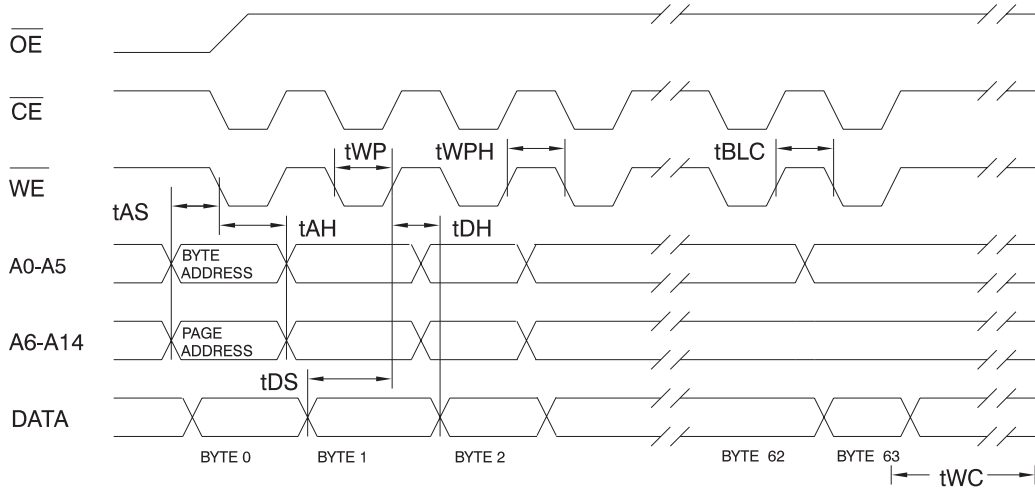 OE
CE
tWP
tWPH
tBLC
WE
tAS
tAH
tDH
A0-A5
BYTE
ADDRESS
A6-A14
PAGE
ADDRESS
tDS
DATA
BYTE 0
BYTE 1
BYTE 2
BYTE 62
BYTE 63
tWC